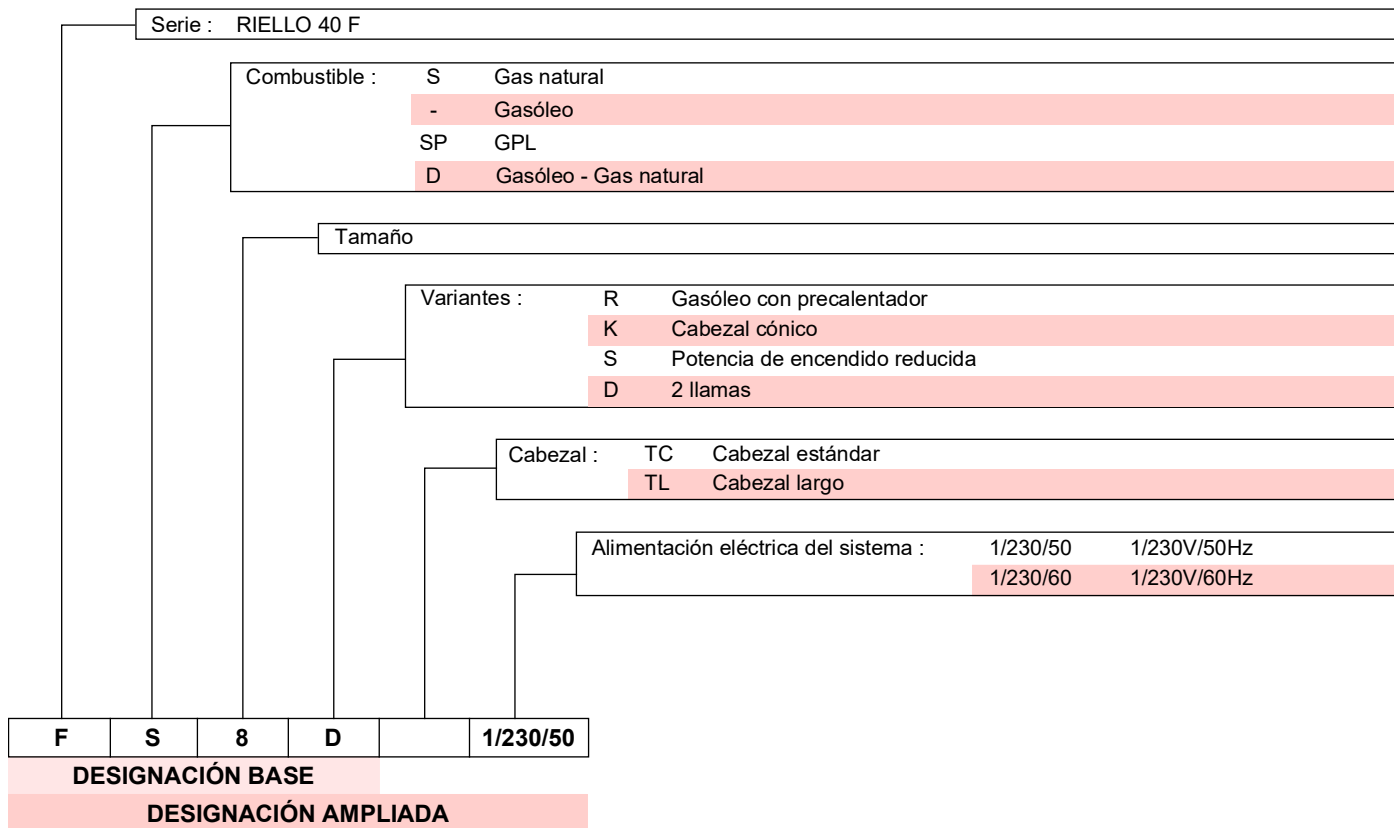 Serie : RIELLO 40 F
Combustible : S Gas natural
- Gasóleo
SP GPL
D Gasóleo - Gas natural
Tamaño
Variantes : R Gasóleo con precalentador
K Cabezal cónico
S Potencia de encendido reducida
D 2 llamas
Cabezal : TC Cabezal estándar
TL Cabezal largo
Alimentación eléctrica del sistema : 1/230/50 1/230V/50Hz
1/230/60 1/230V/60Hz
F S 8 D 1/230/50
DESIGNACIÓN BASE
DESIGNACIÓN AMPLIADA